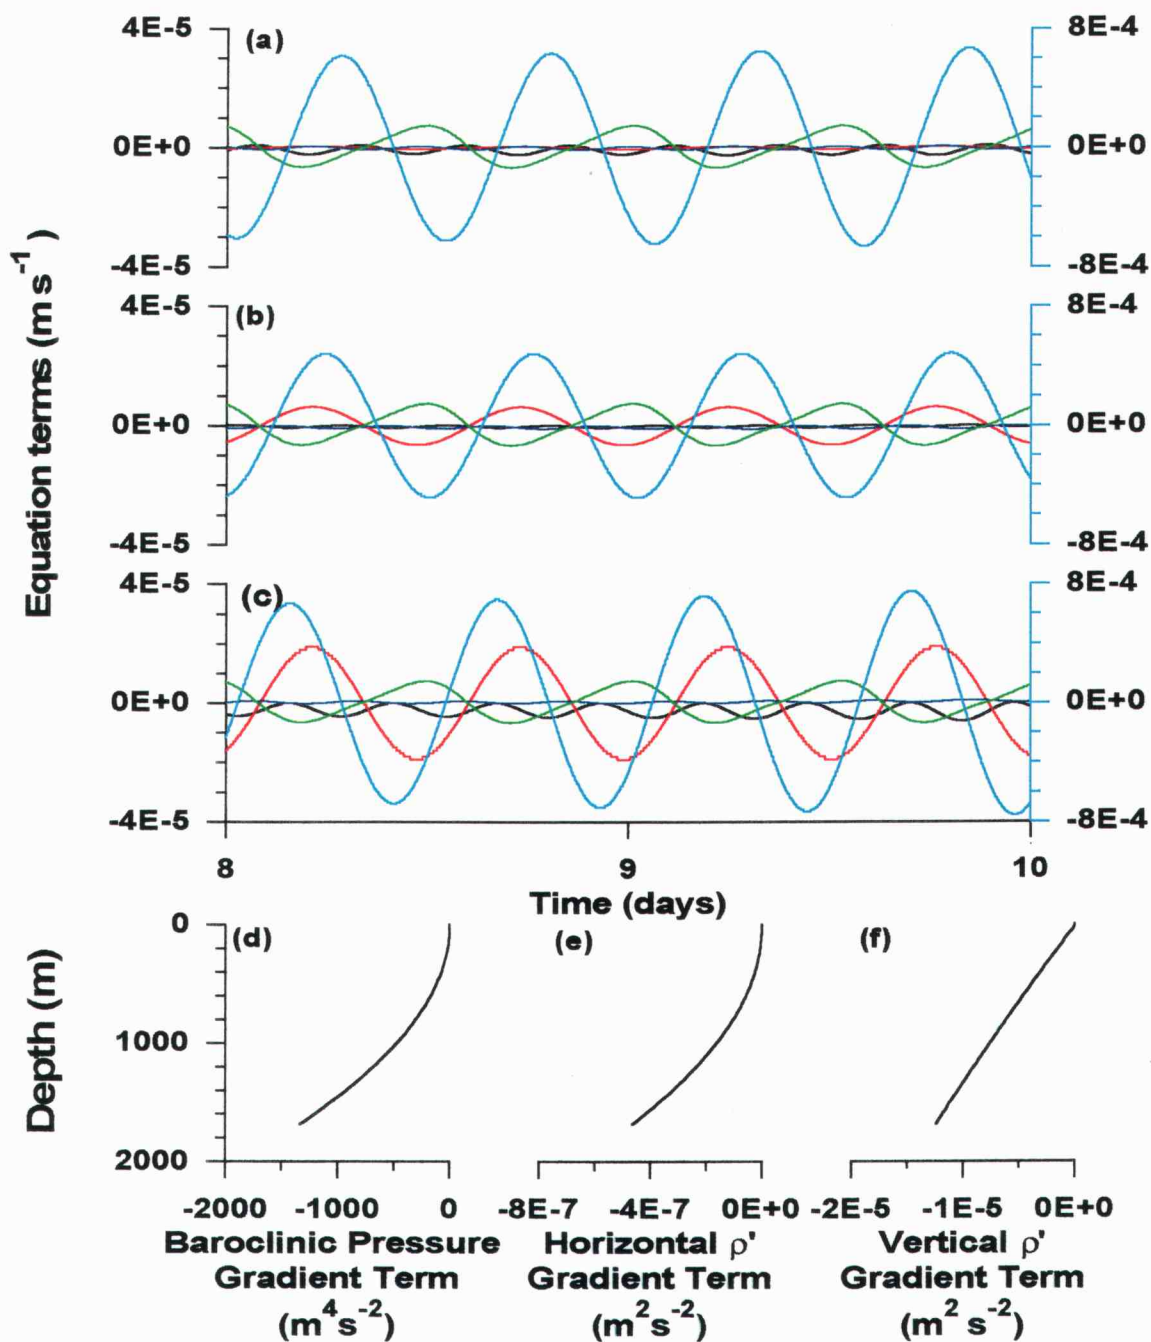 4E-5
(a)
8E-4
0E+0
0E+0
-4E-5
-8E-4
4E-5
(b)
8E-4
0E+0
0E+0
-4E-5
-8E-4
4E-5
(c)
8E-4
0E+0
0E+0
-4E-5
-8E-4
Equation terms (m s⁻¹)
8
9
10
Time (days)
0
(d)
(e)
(f)
1000
2000
Depth (m)
-2000
-1000
0
-8E-7
-4E-7
0E+0
-2E-5
-1E-5
0E+0
Baroclinic Pressure
Gradient Term
(m⁴s⁻²)
Horizontal ρ'
Gradient Term
(m²s⁻²)
Vertical ρ'
Gradient Term
(m² s⁻²)